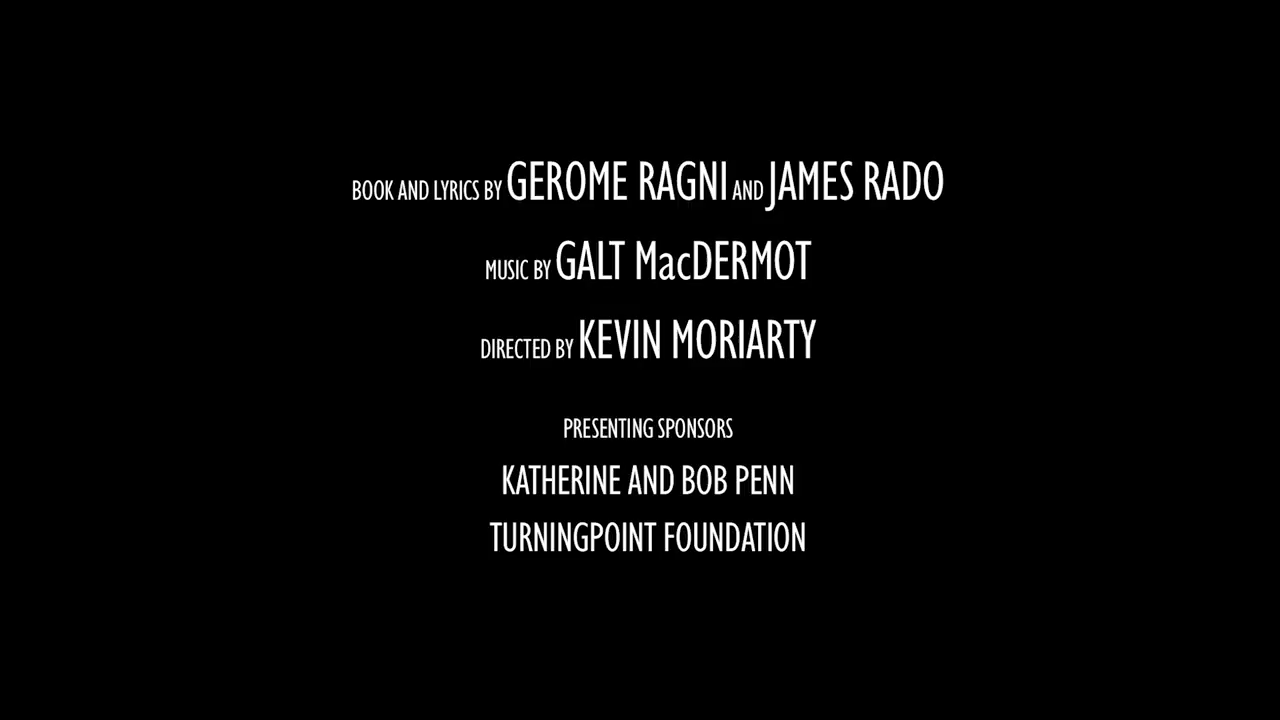 BOOK AND LYRICS BY GEROME RAGNI AND JAMES RADO
MUSIC BY GALT MacDERMOT
DIRECTED BY KEVIN MORIARTY
PRESENTING SPONSORS
KATHERINE AND BOB PENN
TURNINGPOINT FOUNDATION